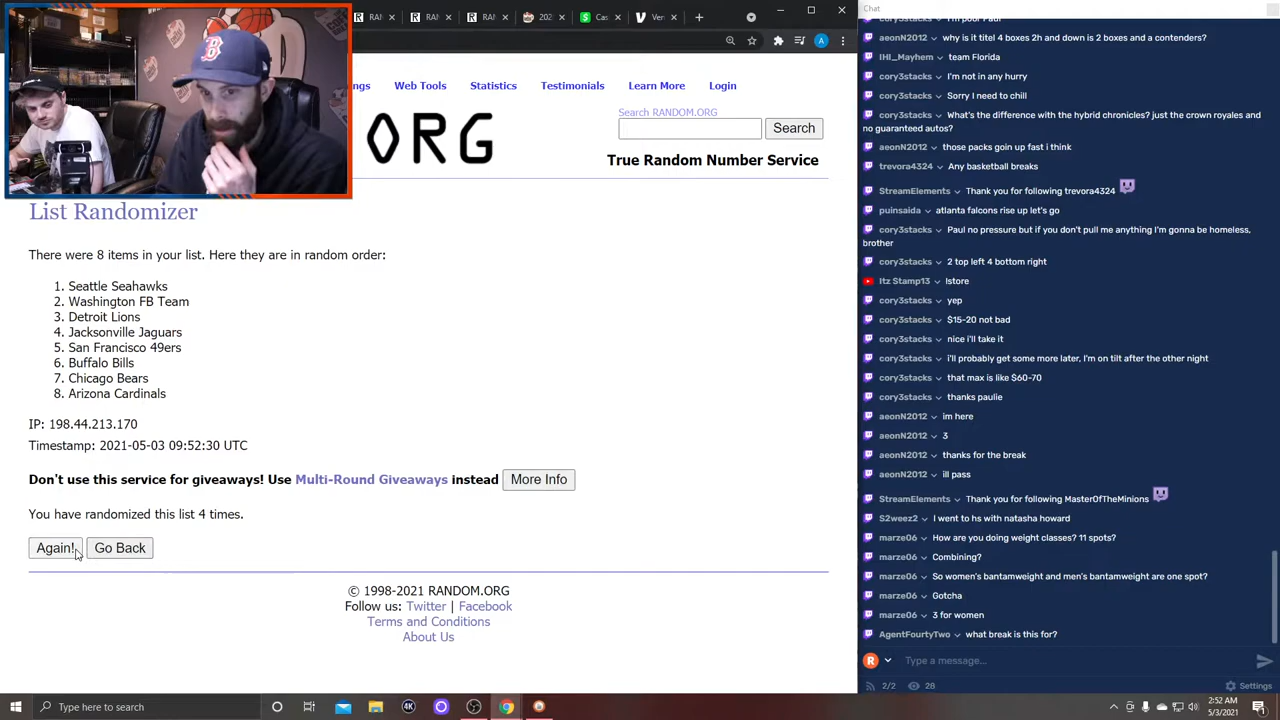 RAN
RAN
RAN
202
Cas
Ver
A
ngs
Web Tools
Statistics
Testimonials
Learn More
Login
Search RANDOM.ORG
Search
ORG
True Random Number Service
B
List Randomizer
There were 8 items in your list. Here they are in random order:
1. Seattle Seahawks
2. Washington FB Team
3. Detroit Lions
4. Jacksonville Jaguars
5. San Francisco 49ers
6. Buffalo Bills
7. Chicago Bears
8. Arizona Cardinals
IP: 198.44.213.170
Timestamp: 2021-05-03 09:52:30 UTC
Don't use this service for giveaways! Use Multi-Round Giveaways instead
More Info
You have randomized this list 4 times.
Again!
Go Back
© 1998-2021 RANDOM.ORG
Follow us: Twitter | Facebook
Terms and Conditions
About Us
Chat
cory3stacks I'm poor Paul
aeonN2012 why is it titel 4 boxes 2h and down is 2 boxes and a contenders?
IHI_Mayhem team Florida
cory3stacks I'm not in any hurry
cory3stacks Sorry I need to chill
cory3stacks What's the difference with the hybrid chronicles? just the crown royales and
no guaranteed autos?
aeonN2012 those packs goin up fast i think
trevora4324 Any basketball breaks
StreamElements Thank you for following trevora4324
puinsaida atlanta falcons rise up let's go
cory3stacks Paul no pressure but if you don't pull me anything I'm gonna be homeless,
brother
cory3stacks 2 top left 4 bottom right
Itz Stamp13 !store
cory3stacks yep
cory3stacks $15-20 not bad
cory3stacks nice i'll take it
cory3stacks i'll probably get some more later, I'm on tilt after the other night
cory3stacks that max is like $60-70
cory3stacks thanks paulie
aeonN2012 im here
aeonN2012 3
aeonN2012 thanks for the break
aeonN2012 ill pass
StreamElements Thank you for following MasterOfTheMinions
S2weez2 I went to hs with natasha howard
marze06 How are you doing weight classes? 11 spots?
marze06 Combining?
marze06 So women's bantamweight and men's bantamweight are one spot?
marze06 Gotcha
marze06 3 for women
AgentFourtyTwo what break is this for?
R
Type a message...
2/2
28
Settings
Type here to search
2:52 AM
5/3/2021